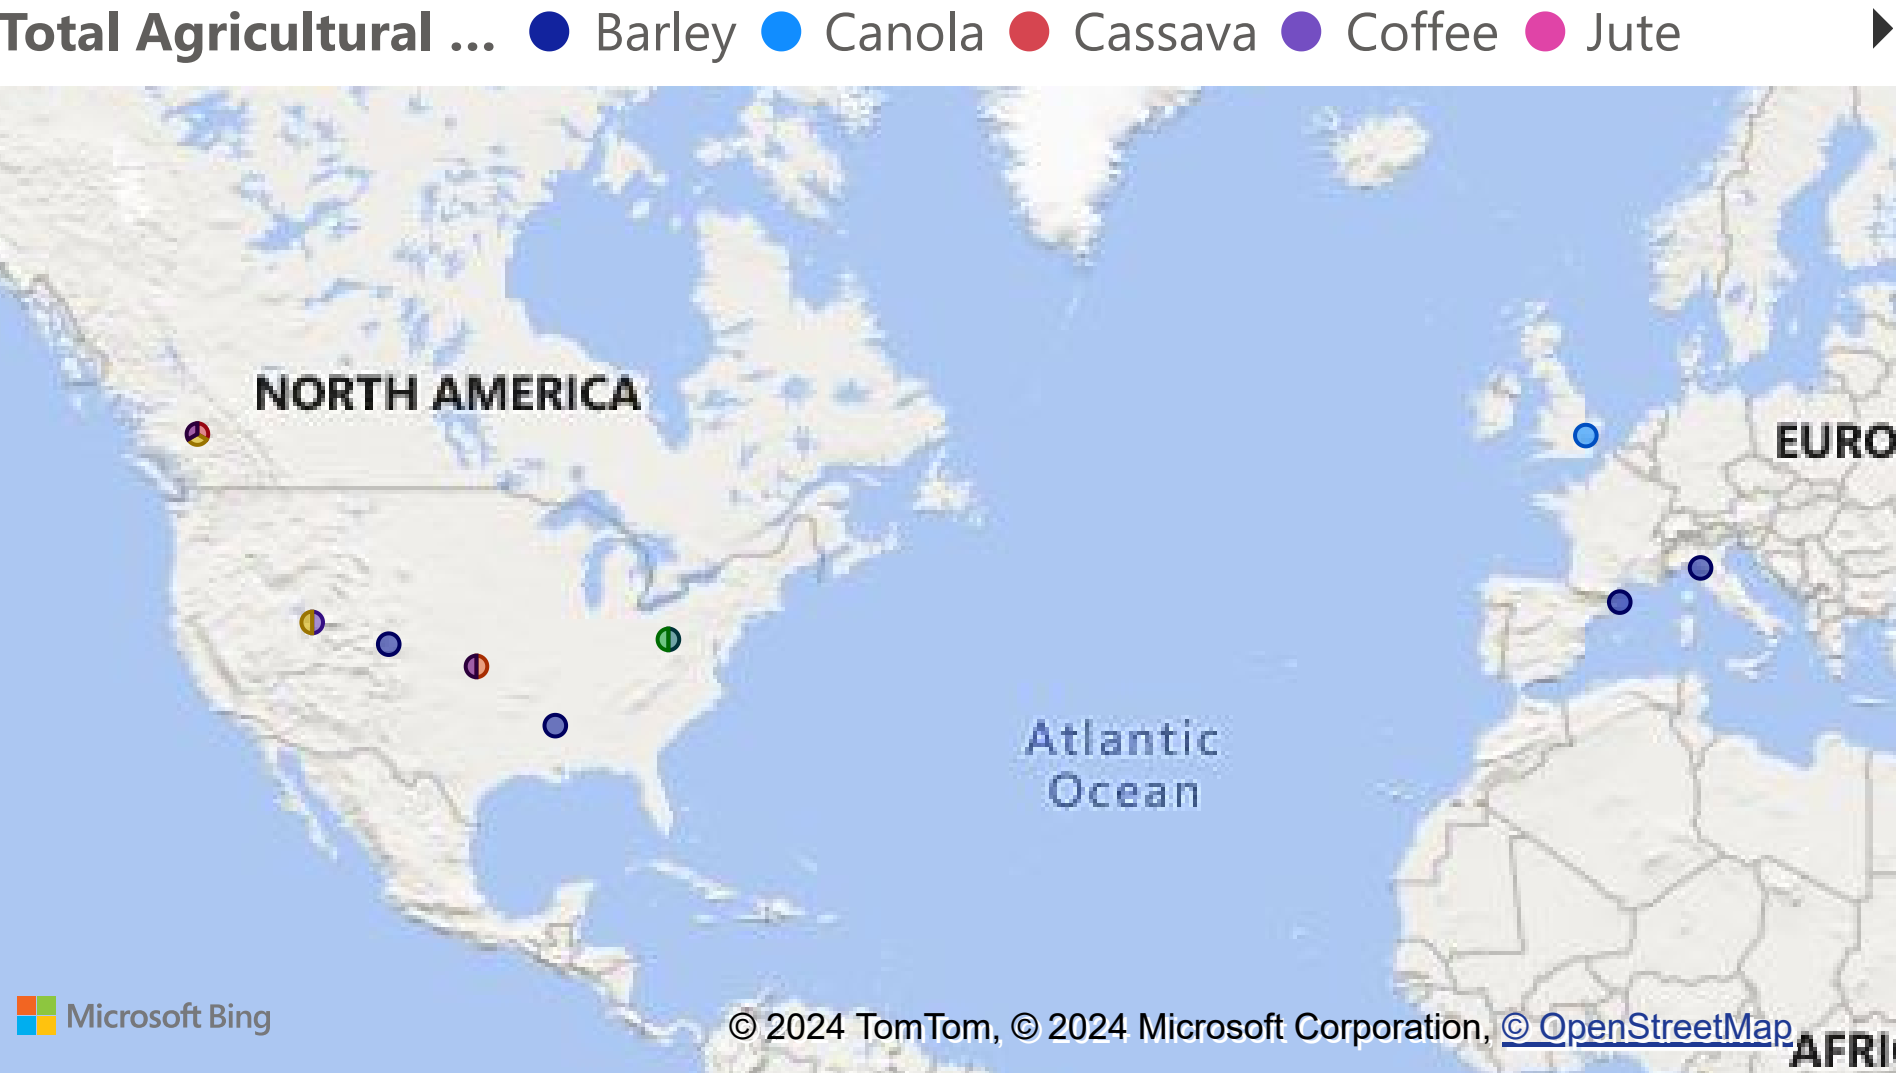 Total Agricultural ... Barley Canola Cassava Coffee Jute
NORTH AMERICA
EURO
Atlantic
Ocean
Microsoft Bing
© 2024 TomTom, © 2024 Microsoft Corporation, © OpenStreetMap
AFRI